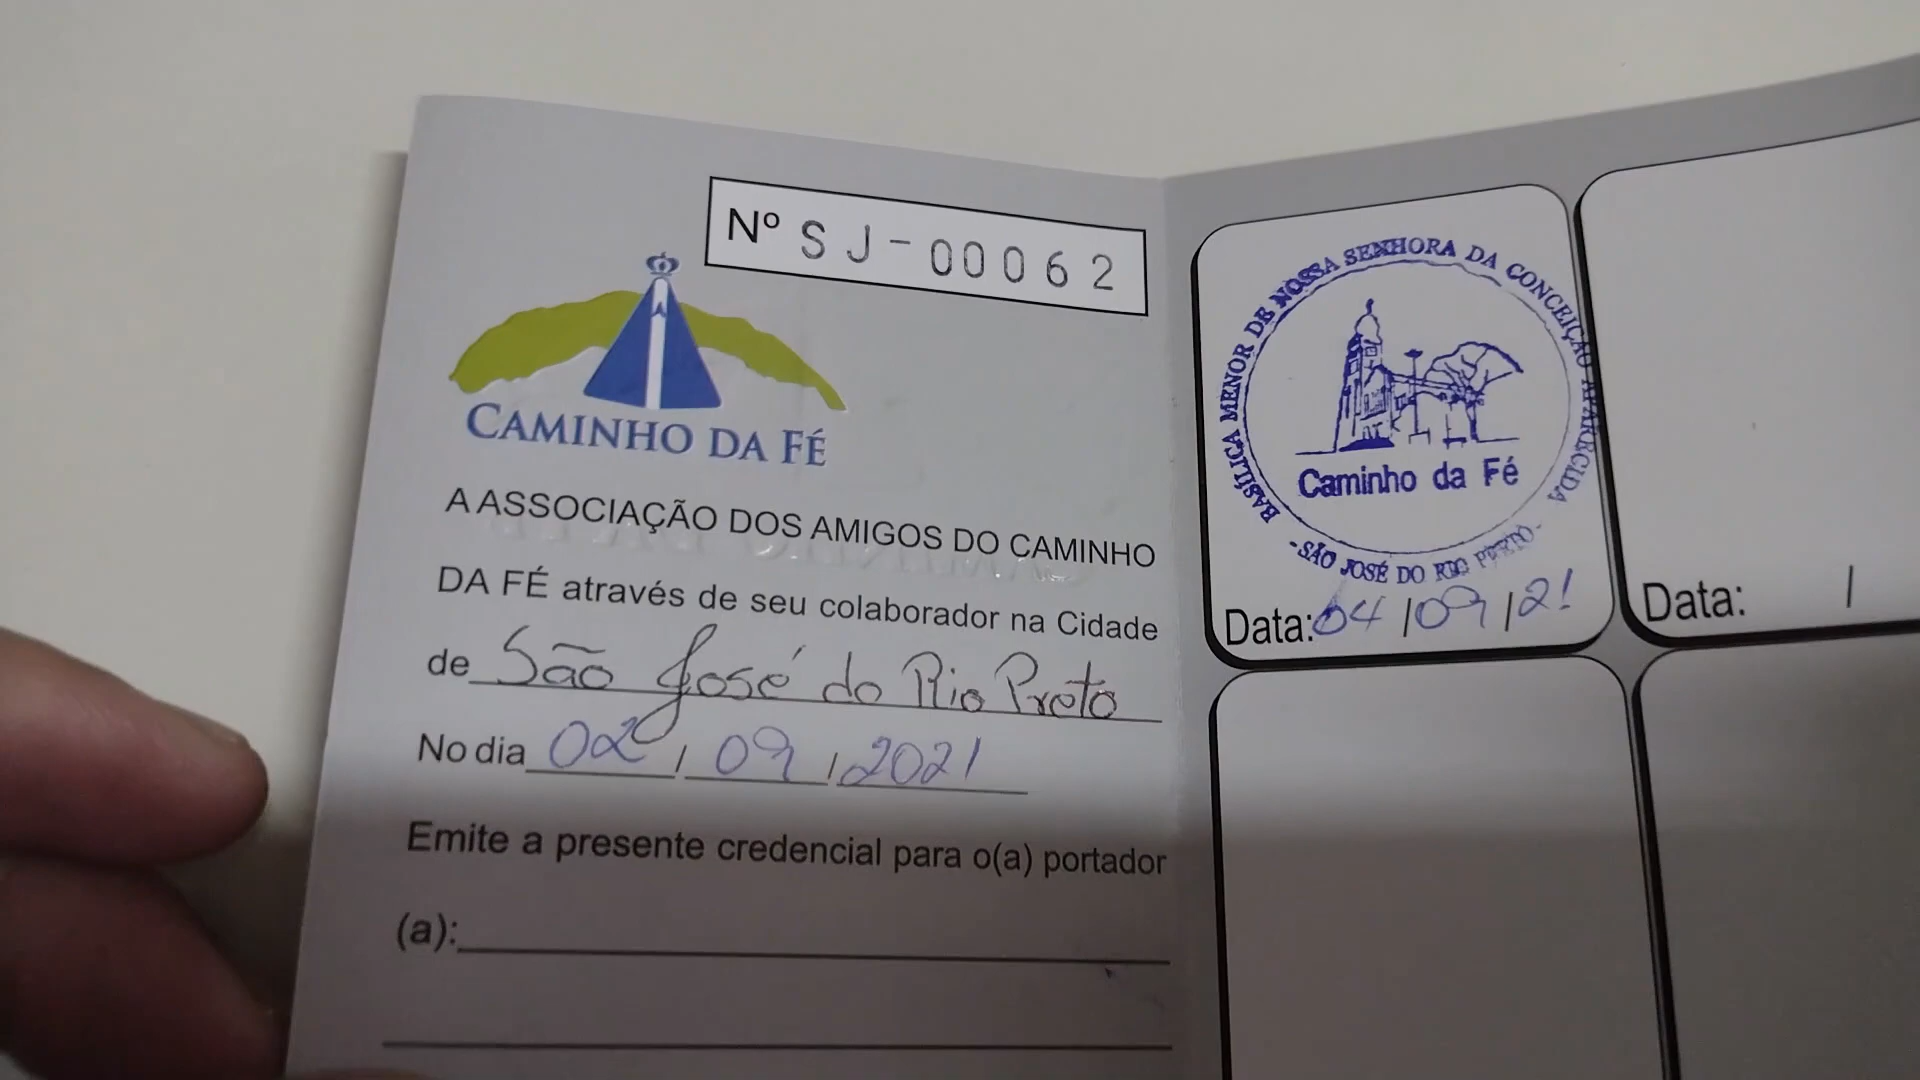 Nº SJ-00062
CAMINHO DA FÉ
A ASSOCIAÇÃO DOS AMIGOS DO CAMINHO
DA FÉ através de seu colaborador na Cidade
de São José do Rio Preto
No dia 02 / 09 / 2021
Emite a presente credencial para o(a) portador
(a):
BASÍLICA MENOR DE NOSSA SENHORA DA CONCEIÇÃO APARECIDA
Caminho da Fé
- SÃO JOSÉ DO RIO PRETO -
Data: 04 / 09 / 21
Data: /